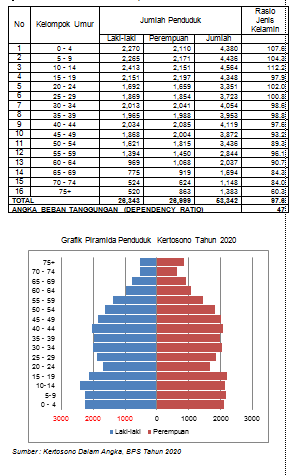 No Kelompok Umur Jumlah Penduduk Rasio Jenis Kelamin
Laki-laki Perempuan Jumlah
1 0 - 4 2,270 2,110 4,380 107.6
2 5 - 9 2,265 2,171 4,436 104.3
3 10 - 14 2,413 2,151 4,564 112.2
4 15 - 19 2,151 2,197 4,348 97.9
5 20 - 24 1,692 1,659 3,351 102.0
6 25 - 29 1,869 1,854 3,723 100.8
7 30 - 34 2,013 2,041 4,054 98.6
8 35 - 39 1,965 1,988 3,953 98.8
9 40 - 44 2,034 2,085 4,119 97.6
10 45 - 49 1,868 2,004 3,872 93.2
11 50 - 54 1,621 1,815 3,436 89.3
12 55 - 59 1,394 1,450 2,844 96.1
13 60 - 64 969 1,068 2,037 90.7
14 65 - 69 775 919 1,694 84.3
15 70 - 74 524 624 1,148 84.0
16 75+ 520 863 1,383 60.3
TOTAL 26,343 26,999 53,342 97.6
ANGKA BEBAN TANGGUNGAN (DEPENDENCY RATIO) 47
Grafik Piramida Penduduk Kertosono Tahun 2020
75+
70 - 74
65 - 69
60 - 64
55 - 59
50 - 54
45 - 49
40 - 44
35 - 39
30 - 34
25 - 29
20 - 24
15 - 19
10-14
5 - 9
0 - 4
3000 2000 1000 0 1000 2000 3000
Laki-laki Perempuan
Sumber : Kertosono Dalam Angka, BPS Tahun 2020